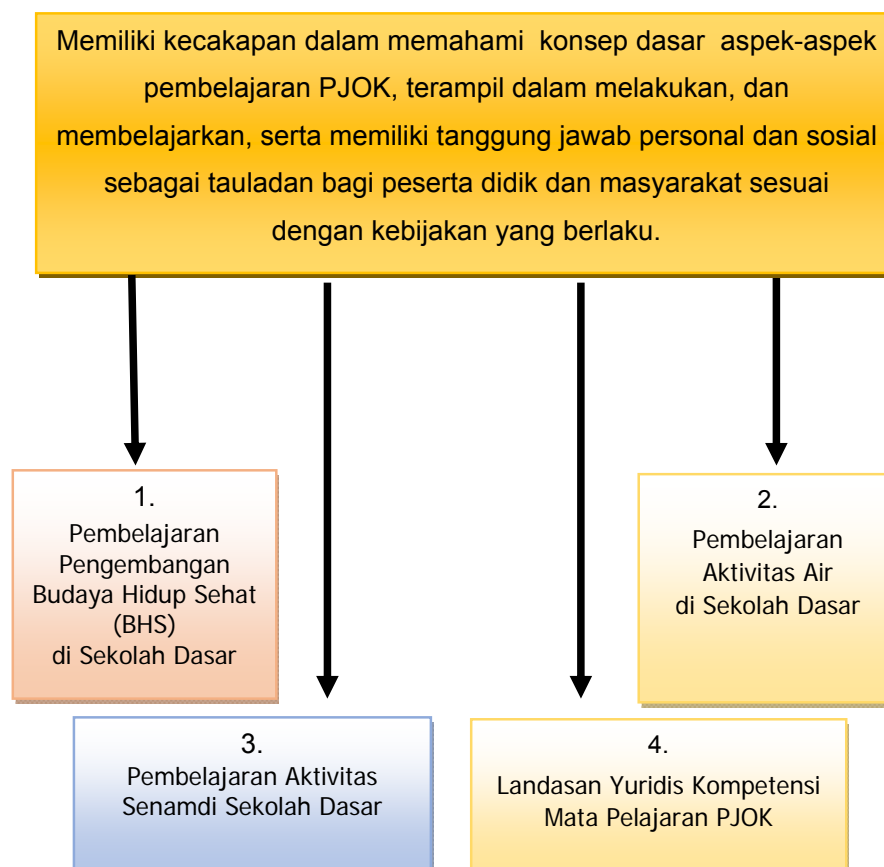 Memiliki kecakapan dalam memahami konsep dasar aspek-aspek
pembelajaran PJOK, terampil dalam melakukan, dan
membelajarkan, serta memiliki tanggung jawab personal dan sosial
sebagai tauladan bagi peserta didik dan masyarakat sesuai
dengan kebijakan yang berlaku.
1.
Pembelajaran
Pengembangan
Budaya Hidup Sehat
(BHS)
di Sekolah Dasar
2.
Pembelajaran
Aktivitas Air
di Sekolah Dasar
3.
Pembelajaran Aktivitas
Senamdi Sekolah Dasar
4.
Landasan Yuridis Kompetensi
Mata Pelajaran PJOK